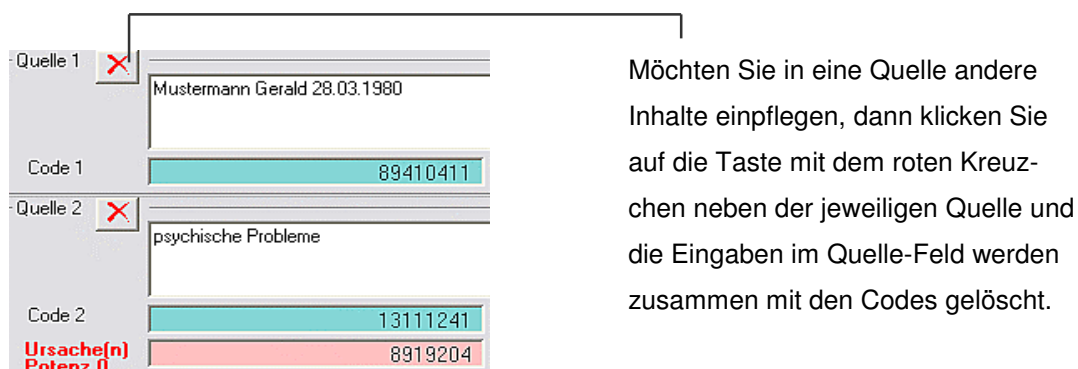 Quelle 1
Mustermann Gerald 28.03.1980
Code 1
89410411
Quelle 2
psychische Probleme
Code 2
13111241
Ursache(n)
8919204
Potenz 0
Möchten Sie in eine Quelle andere
Inhalte einpflegen, dann klicken Sie
auf die Taste mit dem roten Kreuz-
chen neben der jeweiligen Quelle und
die Eingaben im Quelle-Feld werden
zusammen mit den Codes gelöscht.